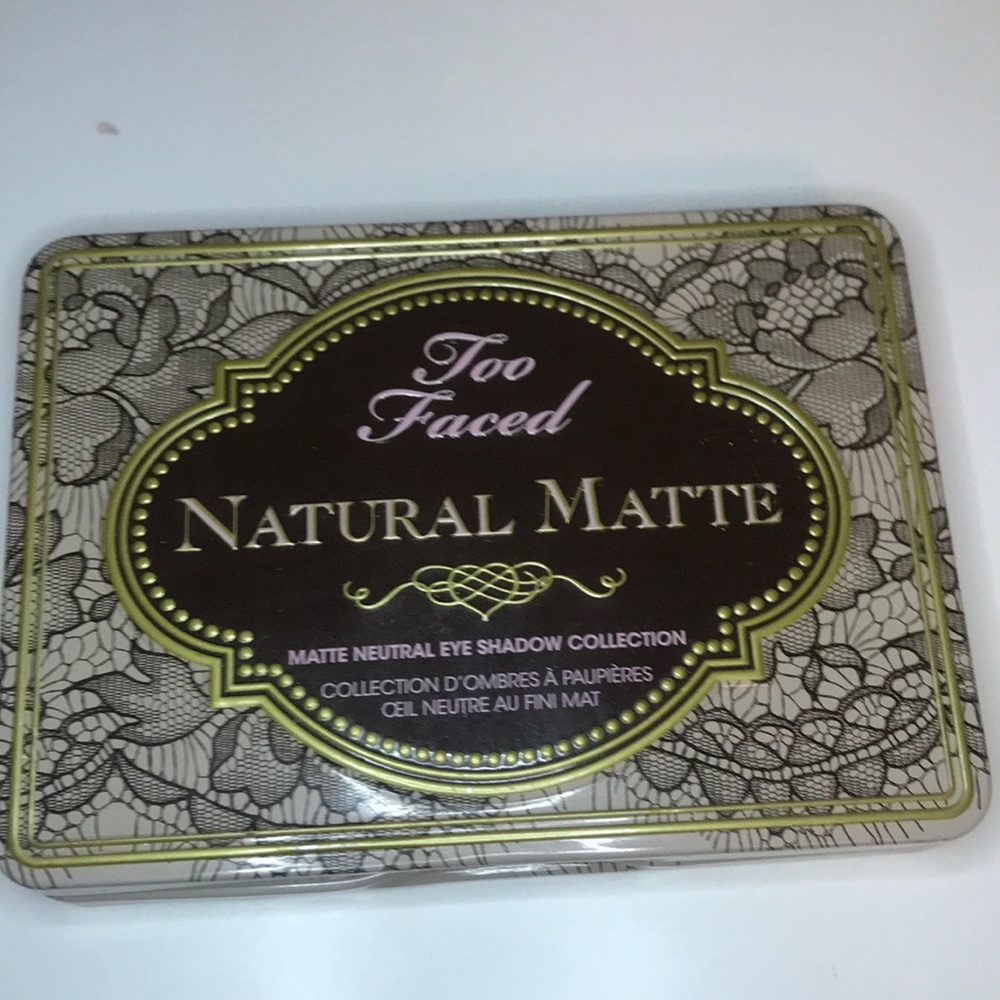 Too
Faced
NATURAL MATTE
MATTE NEUTRAL EYE SHADOW COLLECTION
COLLECTION D'OMBRES À PAUPIÈRES
ŒIL NEUTRE AU FINI MAT